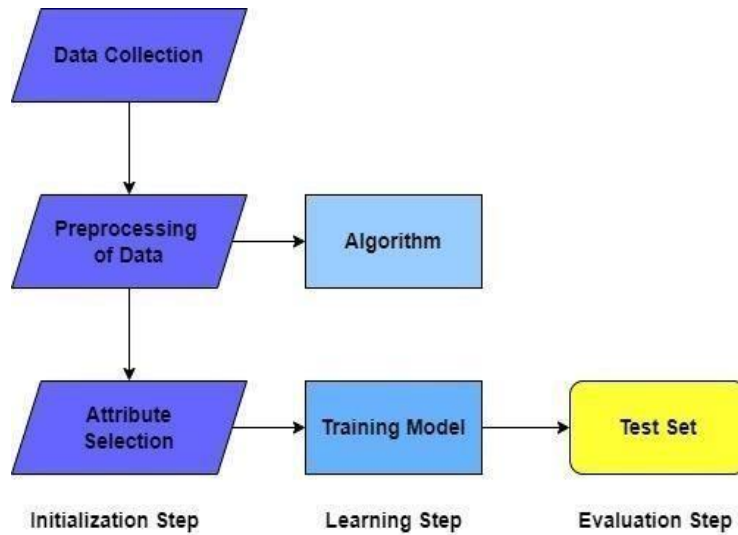 Data Collection
Preprocessing
of Data
Algorithm
Attribute
Selection
Training Model
Test Set
Initialization Step
Learning Step
Evaluation Step